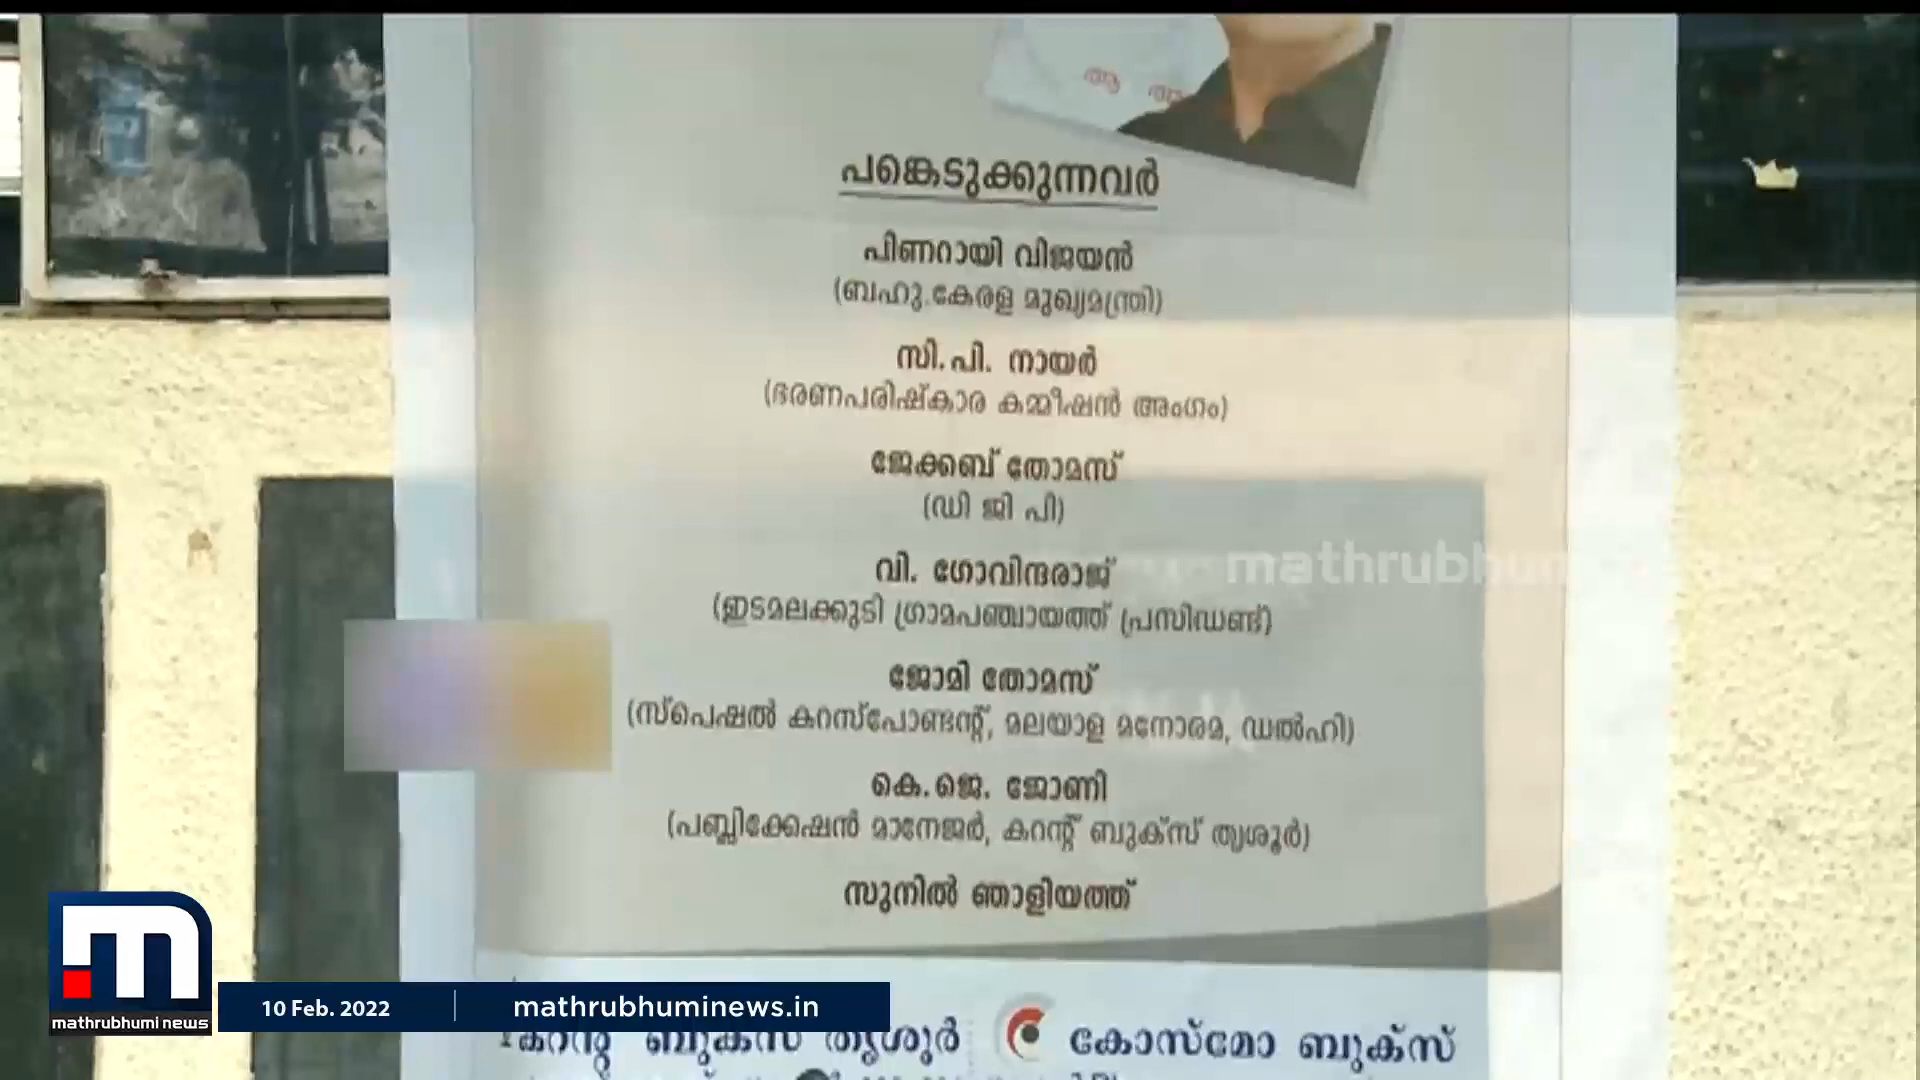 ആ
പങ്കെടുക്കുന്നവർ
പിണറായി വിജയൻ
(ബഹു.കേരള മുഖ്യമന്ത്രി)
സി.പി. നായർ
(ഭരണപരിഷ്കാര കമ്മീഷൻ അംഗം)
ജേക്കബ് തോമസ്
(ഡി ജി പി)
വി. ഗോവിന്ദരാജ്
(ഇടമലക്കുടി ഗ്രാമപഞ്ചായത്ത് പ്രസിഡണ്ട്)
mathrubhumi
ജോമി തോമസ്
(സ്പെഷൽ കറസ്പോണ്ടന്റ്, മലയാള മനോരമ, ഡൽഹി)
കെ.ജെ. ജോണി
(പബ്ലിക്കേഷൻ മാനേജർ, കറന്റ് ബുക്സ് തൃശൂർ)
സുനിൽ ഞാളിയത്ത്
mathrubhumi news
10 Feb. 2022
mathrubhuminews.in
കറന്റ് ബുക്സ് തൃശൂർ
കോസ്മോ ബുക്സ്